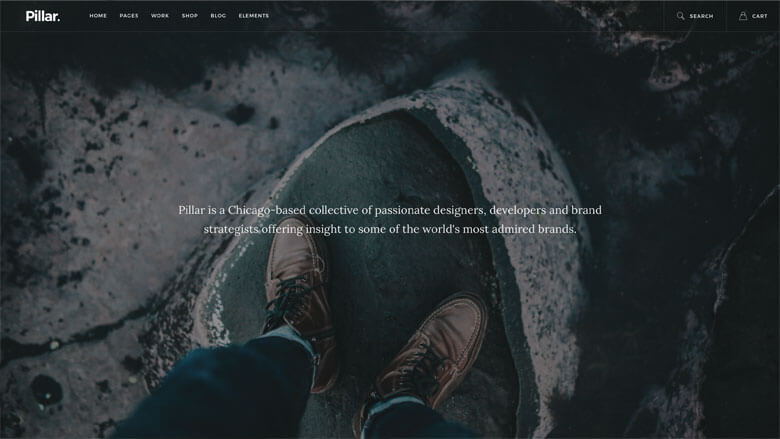 Pillar.
HOME PAGES WORK SHOP BLOG ELEMENTS
SEARCH
CART
Pillar is a Chicago-based collective of passionate designers, developers and brand
strategists offering insight to some of the world's most admired brands.